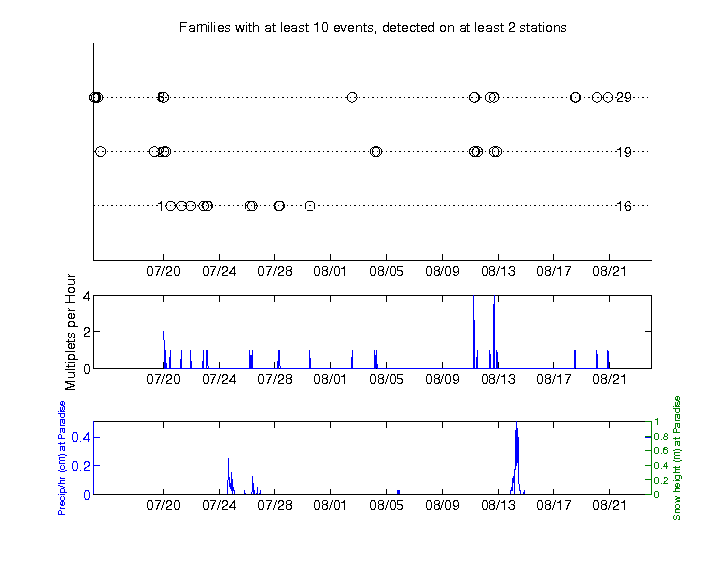 Families with at least 10 events, detected on at least 2 stations
29
19
1 16
07/20 07/24 07/28 08/01 08/05 08/09 08/13 08/17 08/21
Multiplets per Hour
4
2
0
07/20 07/24 07/28 08/01 08/05 08/09 08/13 08/17 08/21
Precip/hr (cm) at Paradise
0.4
0.2
0
1
0.8
0.6
0.4
0.2
0
Snow height (m) at Paradise
07/20 07/24 07/28 08/01 08/05 08/09 08/13 08/17 08/21